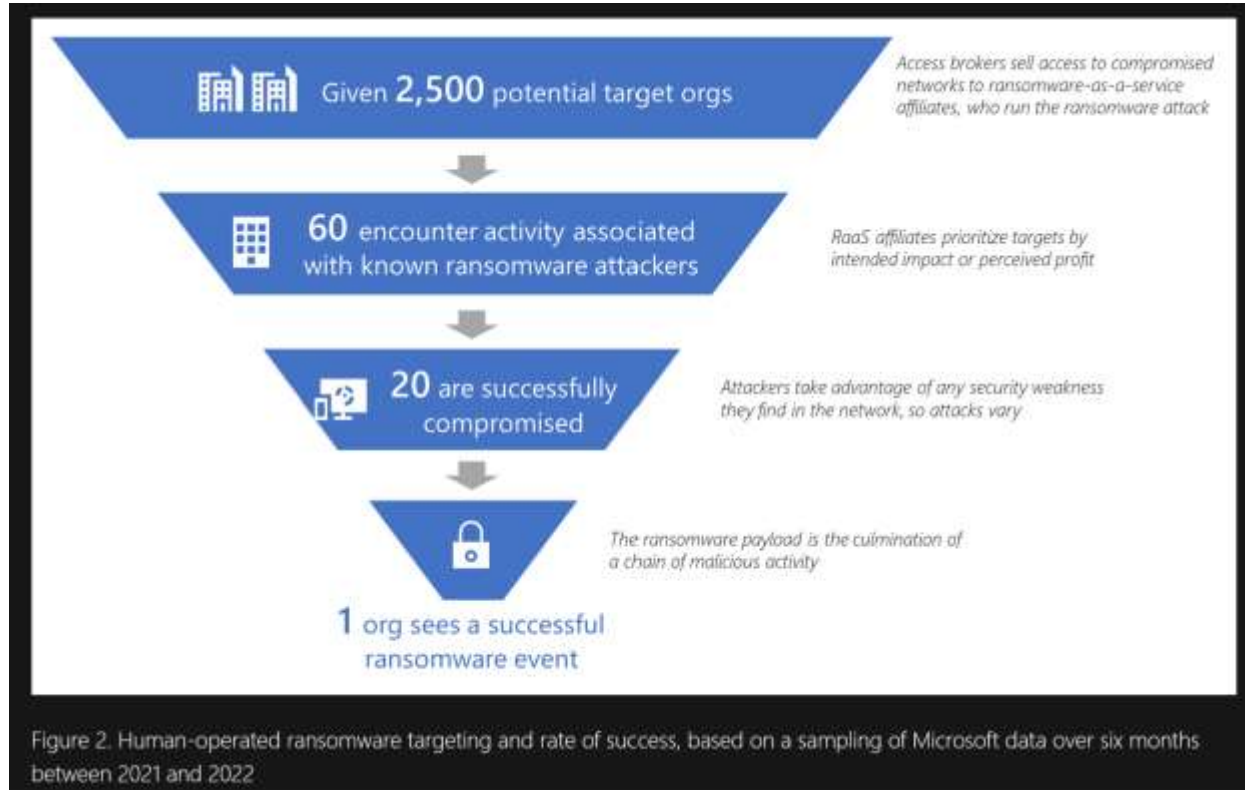 Given 2,500 potential target orgs
Access brokers sell access to compromised
networks to ransomware-as-a-service
affiliates, who run the ransomware attack
60 encounter activity associated
with known ransomware attackers
RaaS affiliates prioritize targets by
intended impact or perceived profit
20 are successfully
compromised
Attackers take advantage of any security weakness
they find in the network, so attacks vary
The ransomware payload is the culmination of
a chain of malicious activity
1 org sees a successful
ransomware event
Figure 2. Human-operated ransomware targeting and rate of success, based on a sampling of Microsoft data over six months
between 2021 and 2022